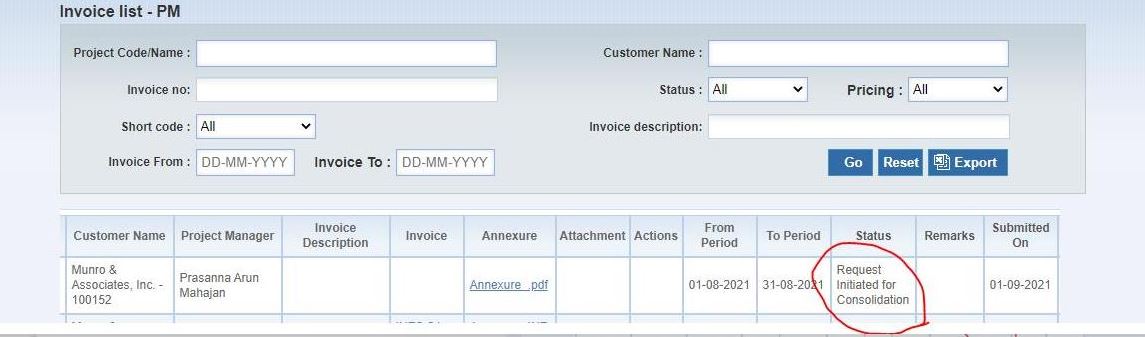 Invoice list - PM
Project Code/Name :
Customer Name :
Invoice no:
Status : All
Pricing : All
Short code : All
Invoice description:
Invoice From : DD-MM-YYYY
Invoice To : DD-MM-YYYY
Go Reset Export
Customer Name Project Manager Invoice Description Invoice Annexure Attachment Actions From Period To Period Status Remarks Submitted On
Munro & Associates, Inc. - 100152 Prasanna Arun Mahajan Annexure_.pdf 01-08-2021 31-08-2021 Request Initiated for Consolidation 01-09-2021